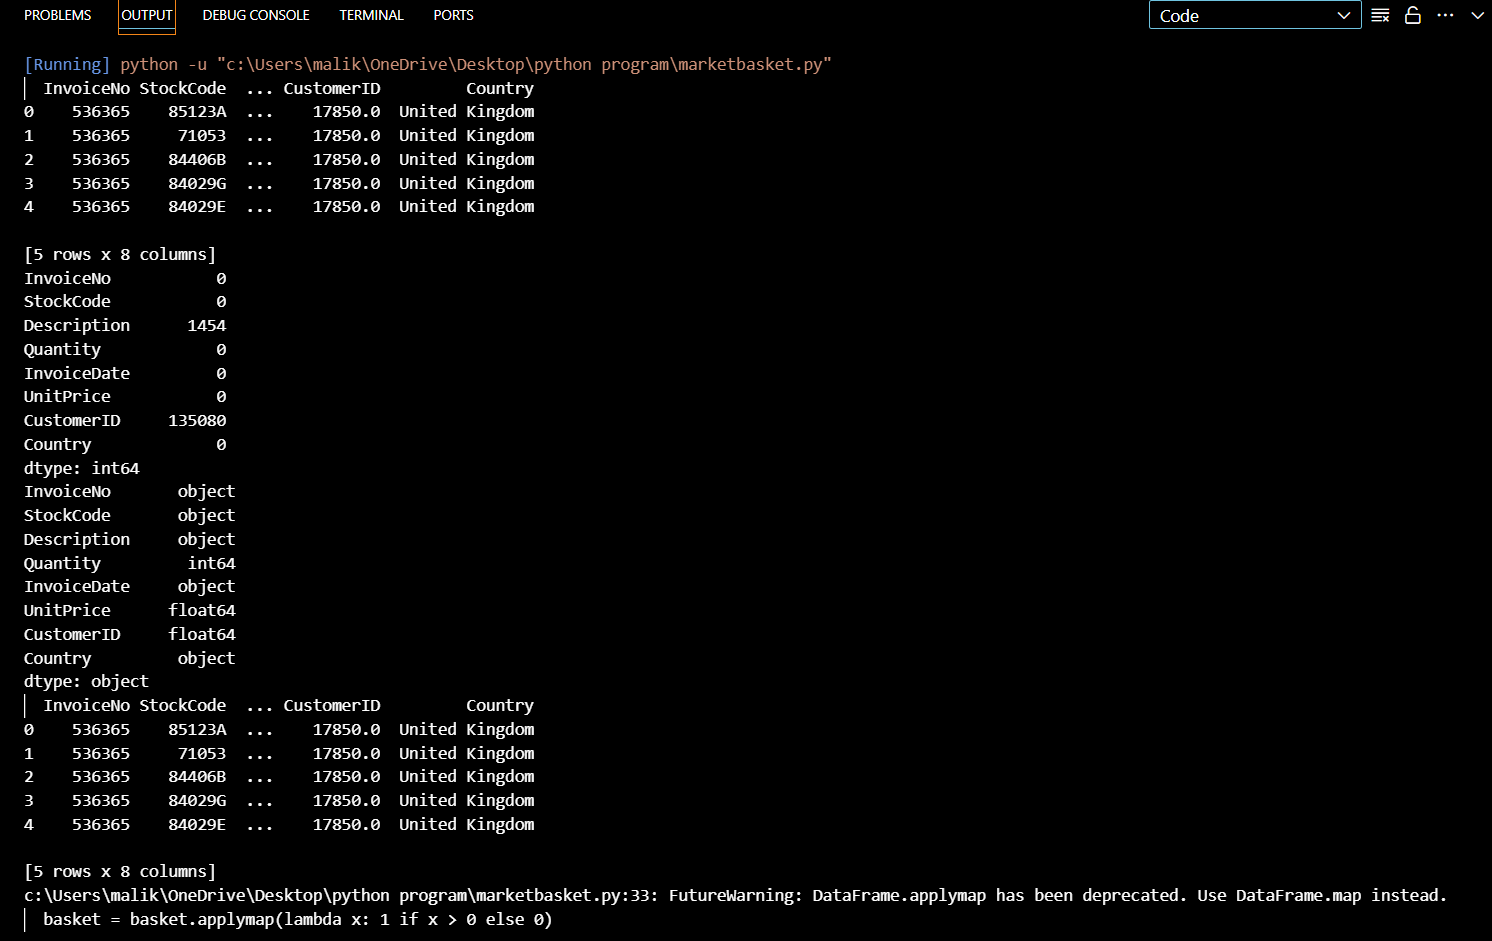 PROBLEMS OUTPUT DEBUG CONSOLE TERMINAL PORTS Code
[Running] python -u "c:\Users\malik\OneDrive\Desktop\python program\marketbasket.py"
  InvoiceNo StockCode  ... CustomerID         Country
0    536365    85123A  ...    17850.0  United Kingdom
1    536365     71053  ...    17850.0  United Kingdom
2    536365    84406B  ...    17850.0  United Kingdom
3    536365    84029G  ...    17850.0  United Kingdom
4    536365    84029E  ...    17850.0  United Kingdom
[5 rows x 8 columns]
InvoiceNo           0
StockCode           0
Description      1454
Quantity            0
InvoiceDate         0
UnitPrice           0
CustomerID     135080
Country             0
dtype: int64
InvoiceNo       object
StockCode       object
Description     object
Quantity         int64
InvoiceDate     object
UnitPrice      float64
CustomerID     float64
Country         object
dtype: object
  InvoiceNo StockCode  ... CustomerID         Country
0    536365    85123A  ...    17850.0  United Kingdom
1    536365     71053  ...    17850.0  United Kingdom
2    536365    84406B  ...    17850.0  United Kingdom
3    536365    84029G  ...    17850.0  United Kingdom
4    536365    84029E  ...    17850.0  United Kingdom
[5 rows x 8 columns]
c:\Users\malik\OneDrive\Desktop\python program\marketbasket.py:33: FutureWarning: DataFrame.applymap has been deprecated. Use DataFrame.map instead.
  basket = basket.applymap(lambda x: 1 if x > 0 else 0)